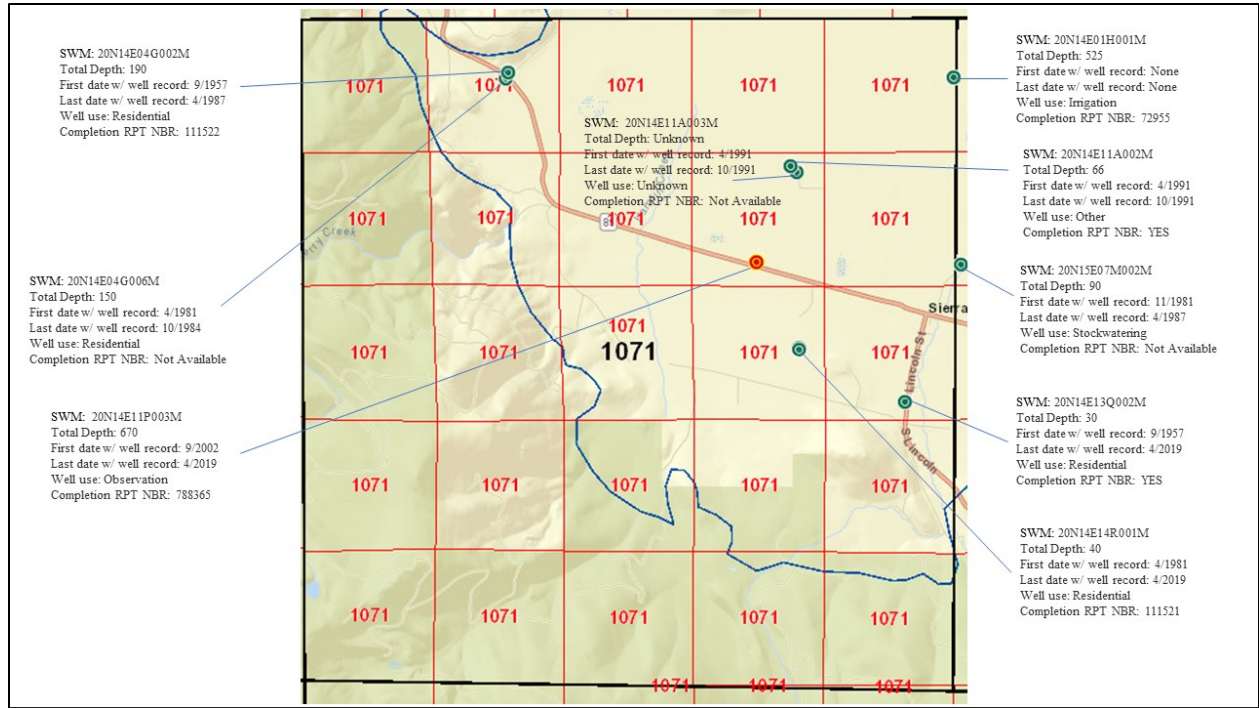 SWM: 20N14E04G002M
Total Depth: 190
First date w/ well record: 9/1957
Last date w/ well record: 4/1987
Well use: Residential
Completion RPT NBR: 111522
SWM: 20N14E04G006M
Total Depth: 150
First date w/ well record: 4/1981
Last date w/ well record: 10/1984
Well use: Residential
Completion RPT NBR: Not Available
SWM: 20N14E11P003M
Total Depth: 670
First date w/ well record: 9/2002
Last date w/ well record: 4/2019
Well use: Observation
Completion RPT NBR: 788365
1071 1071 1071 1071 1071
SWM: 20N14E11A003M
Total Depth: Unknown
First date w/ well record: 4/1991
Last date w/ well record: 10/1991
Well use: Unknown
Completion RPT NBR: Not Available
1071 1071 1071 1071 1071
Creek
Sierra
1071
1071 1071 1071 1071 1071
Lincoln St
S Lincoln
1071 1071 1071 1071 1071
1071 1071 1071 1071 1071
1071 1071 1071
SWM: 20N14E01H001M
Total Depth: 525
First date w/ well record: None
Last date w/ well record: None
Well use: Irrigation
Completion RPT NBR: 72955
SWM: 20N14E11A002M
Total Depth: 66
First date w/ well record: 4/1991
Last date w/ well record: 10/1991
Well use: Other
Completion RPT NBR: YES
SWM: 20N15E07M002M
Total Depth: 90
First date w/ well record: 11/1981
Last date w/ well record: 4/1987
Well use: Stockwatering
Completion RPT NBR: Not Available
SWM: 20N14E13Q002M
Total Depth: 30
First date w/ well record: 9/1957
Last date w/ well record: 4/2019
Well use: Residential
Completion RPT NBR: YES
SWM: 20N14E14R001M
Total Depth: 40
First date w/ well record: 4/1981
Last date w/ well record: 4/2019
Well use: Residential
Completion RPT NBR: 111521